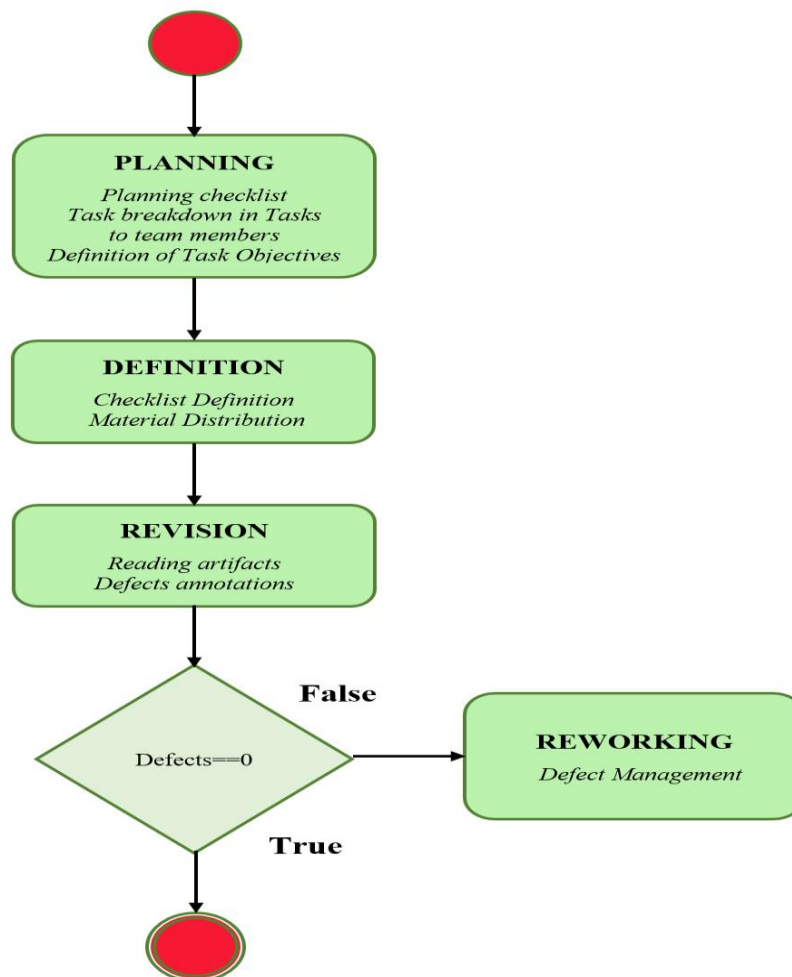 PLANNING
Planning checklist
Task breakdown in Tasks
to team members
Definition of Task Objectives
DEFINITION
Checklist Definition
Material Distribution
REVISION
Reading artifacts
Defects annotations
False
Defects==0
REWORKING
Defect Management
True